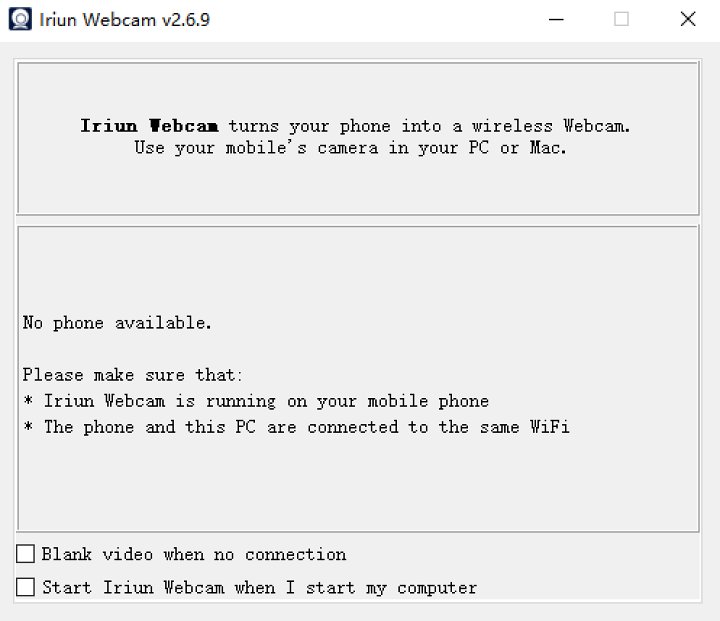 Iriun Webcam v2.6.9
Iriun Webcam turns your phone into a wireless Webcam.
Use your mobile's camera in your PC or Mac.
No phone available.
Please make sure that:
* Iriun Webcam is running on your mobile phone
* The phone and this PC are connected to the same WiFi
Blank video when no connection
Start Iriun Webcam when I start my computer